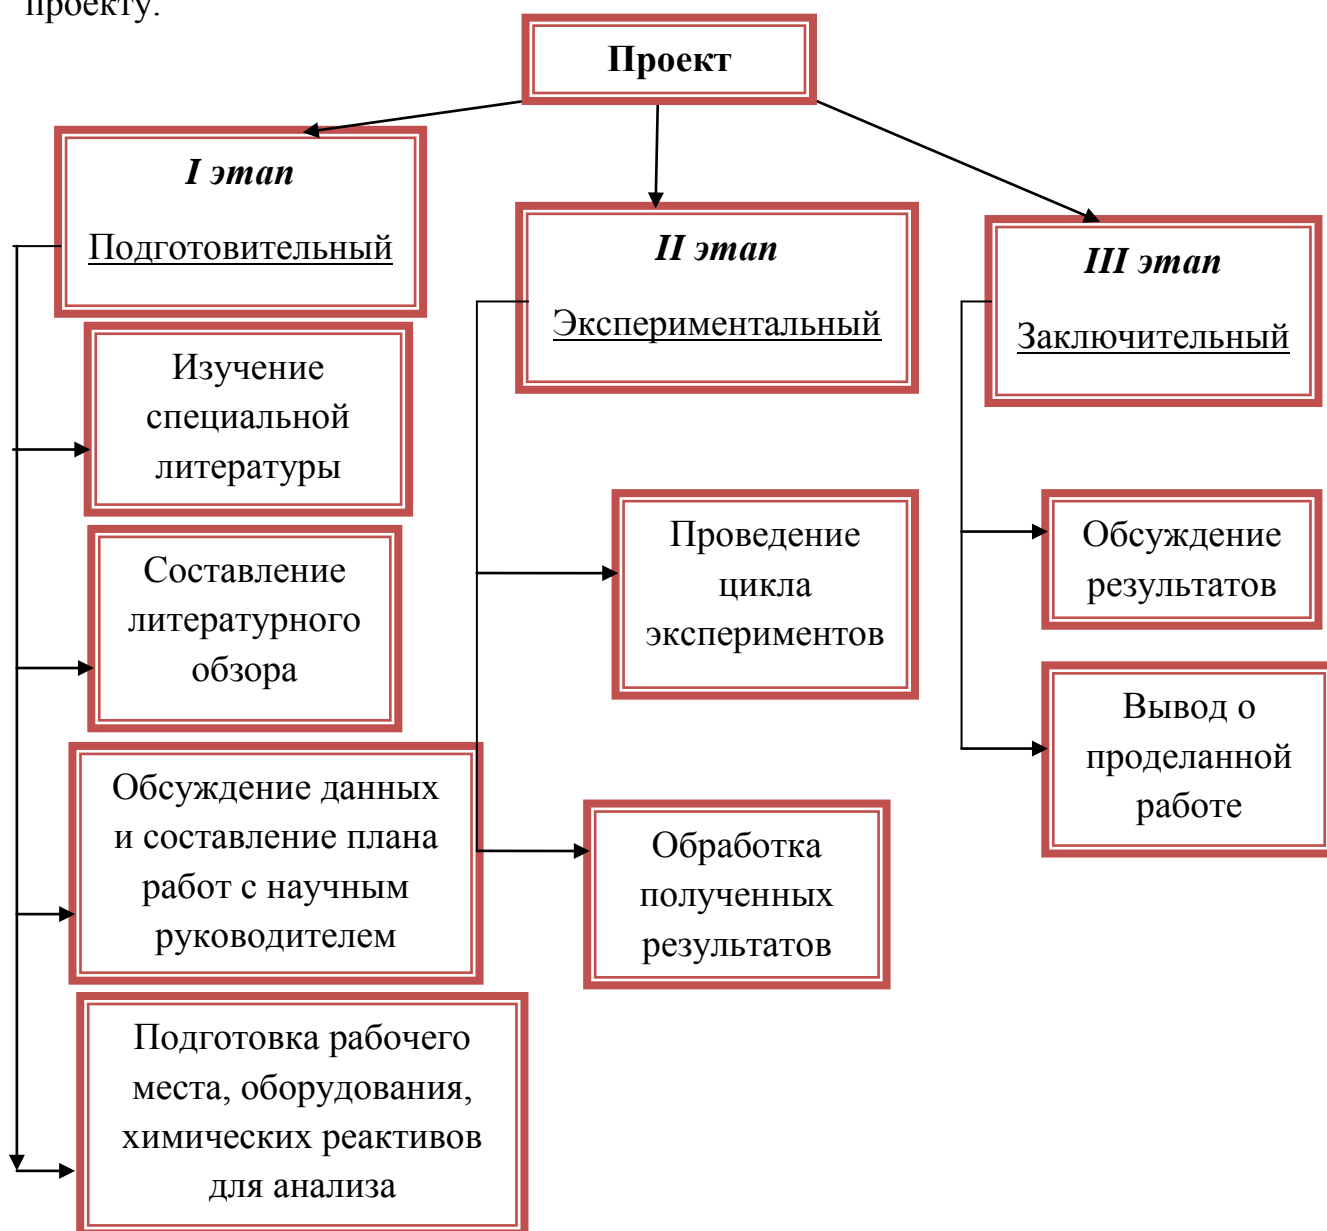 проекту.
Проект
I этап
Подготовительный
Изучение
специальной
литературы
Составление
литературного
обзора
Обсуждение данных
и составление плана
работ с научным
руководителем
Подготовка рабочего
места, оборудования,
химических реактивов
для анализа
II этап
Экспериментальный
Проведение
цикла
экспериментов
Обработка
полученных
результатов
III этап
Заключительный
Обсуждение
результатов
Вывод о
проделанной
работе